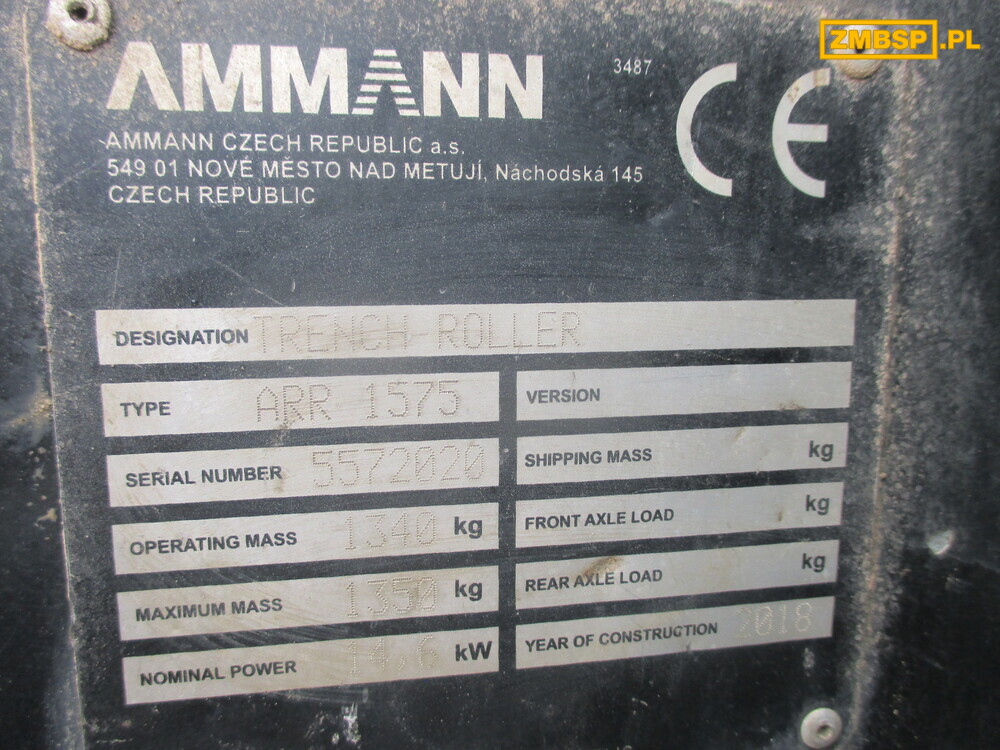 ZMBSP.PL
AMMANN
3487
CE
AMMANN CZECH REPUBLIC a.s.
549 01 NOVÉ MĚSTO NAD METUJÍ, Náchodská 145
CZECH REPUBLIC
DESIGNATION TRENCH ROLLER
TYPE ARR 1575
VERSION
SERIAL NUMBER 5572020
SHIPPING MASS kg
OPERATING MASS 1340 kg
FRONT AXLE LOAD kg
MAXIMUM MASS 1350 kg
REAR AXLE LOAD kg
NOMINAL POWER 14,6 kW
YEAR OF CONSTRUCTION 2018